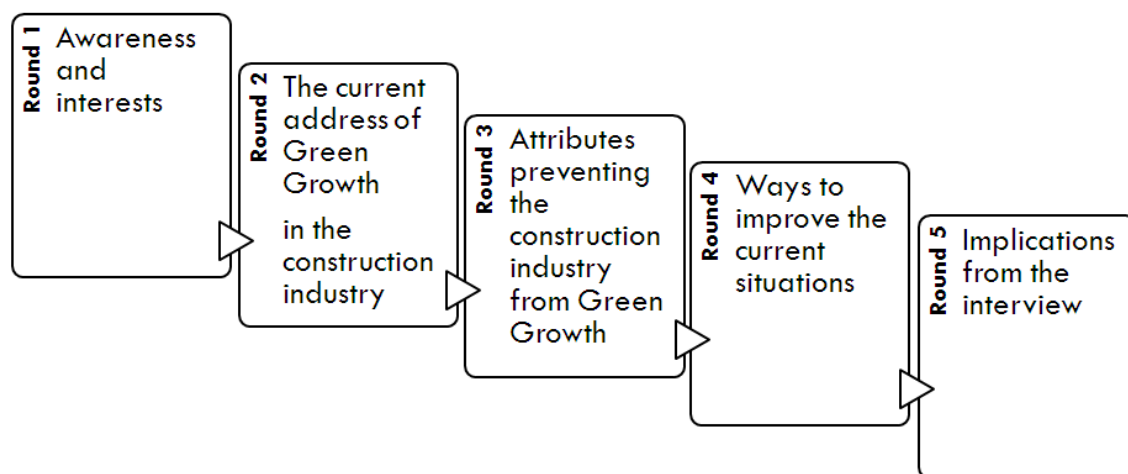 Round 1
Awareness
and
interests
Round 2
The current
address of
Green
Growth
in the
construction
industry
Round 3
Attributes
preventing
the
construction
industry
from Green
Growth
Round 4
Ways to
improve the
current
situations
Round 5
Implications
from the
interview